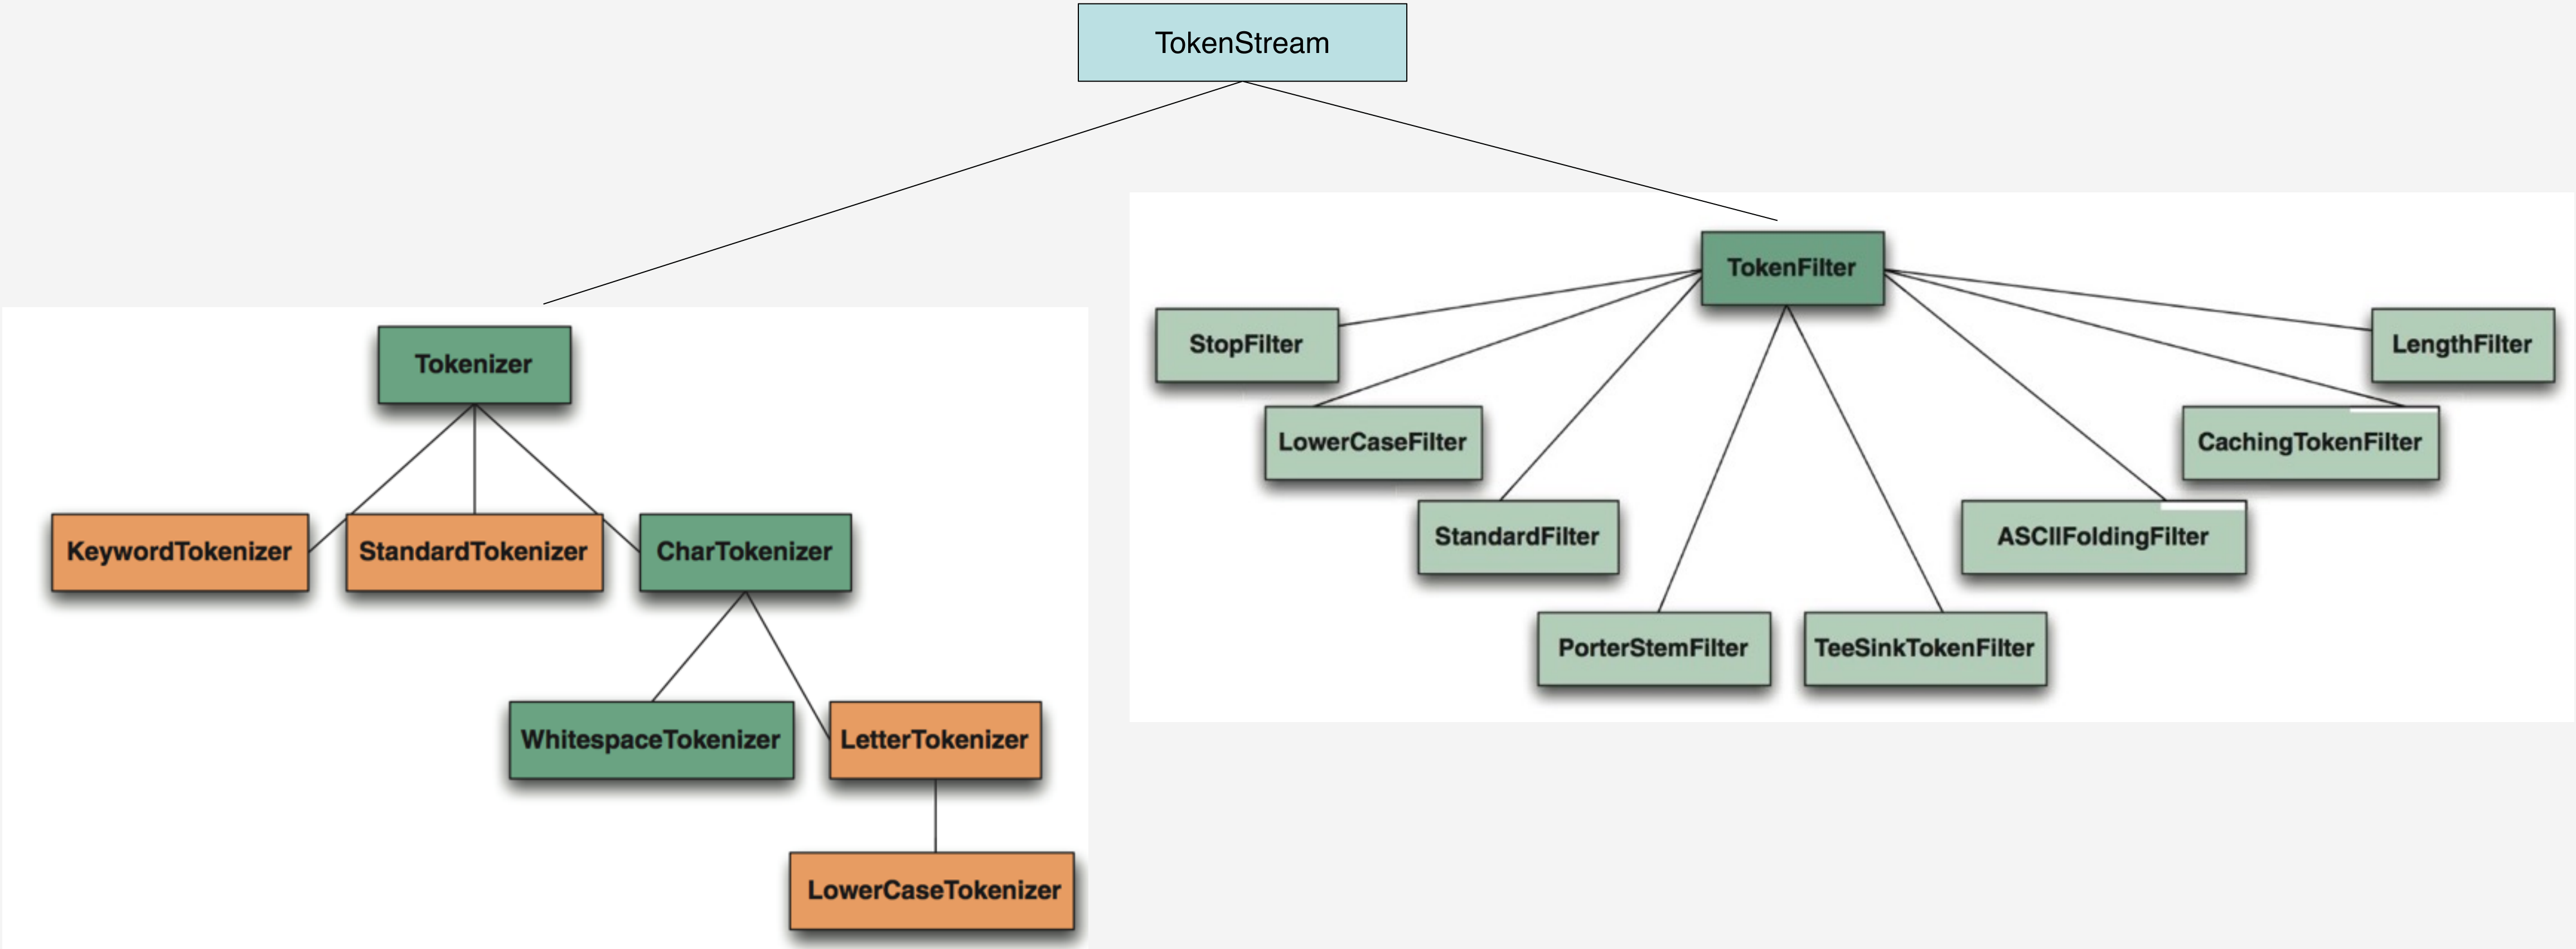 TokenStream
Tokenizer
KeywordTokenizer
StandardTokenizer
CharTokenizer
WhitespaceTokenizer
LetterTokenizer
LowerCaseTokenizer
TokenFilter
StopFilter
LengthFilter
LowerCaseFilter
CachingTokenFilter
StandardFilter
ASCIIFoldingFilter
PorterStemFilter
TeeSinkTokenFilter